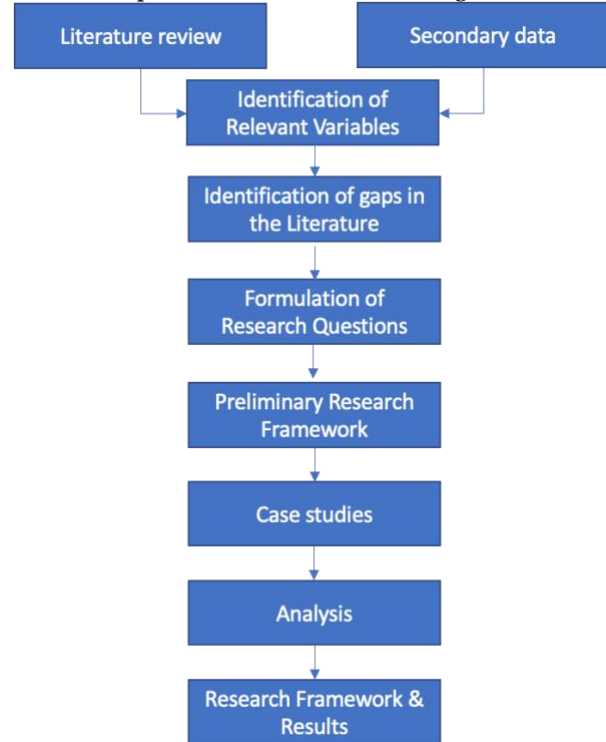 Literature review
Secondary data
Identification of
Relevant Variables
Identification of gaps in
the Literature
Formulation of
Research Questions
Preliminary Research
Framework
Case studies
Analysis
Research Framework &
Results